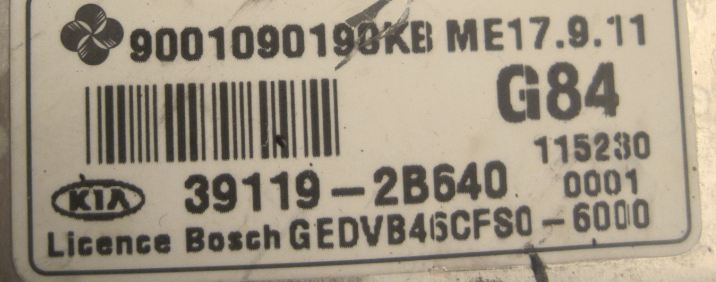 9001090190KB ME17.9.11
G84
115230
KIA 39119-2B640 0001
Licence Bosch GEDVB46CFS0-6000